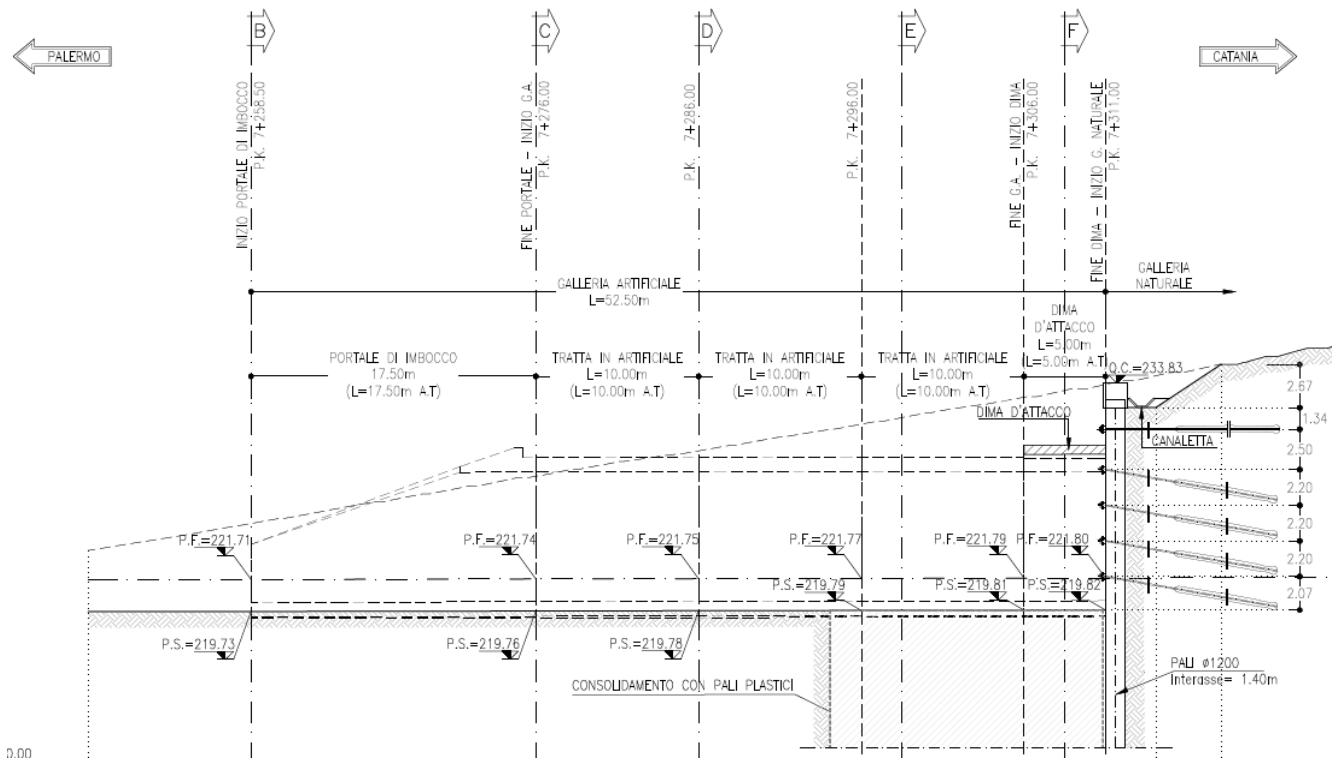 B
C
D
E
F
PALERMO
CATANIA
INIZIO PORTALE DI IMBOCCO
P.K. 7+258.50
FINE PORTALE - INIZIO G.A.
P.K. 7+276.00
P.K. 7+286.00
P.K. 7+296.00
FINE G.A. - INIZIO DIMA
P.K. 7+306.00
FINE DIMA - INIZIO G. NATURALE
P.K. 7+311.00
GALLERIA ARTIFICIALE
L=52.50m
GALLERIA
NATURALE
PORTALE DI IMBOCCO
17.50m
(L=17.50m A.T)
TRATTA IN ARTIFICIALE
L=10.00m
(L=10.00m A.T)
TRATTA IN ARTIFICIALE
L=10.00m
(L=10.00m A.T)
TRATTA IN ARTIFICIALE
L=10.00m
(L=10.00m A.T)
DIMA
D'ATTACCO
L=5.00m
(L=5.00m A.T)
Q.C.=233.83
DIMA D'ATTACCO
CANALETTA
2.67
1.34
2.50
2.20
2.20
2.20
2.07
P.F.=221.71
P.F.=221.74
P.F.=221.75
P.F.=221.77
P.F.=221.79
P.F.=221.80
P.S.=219.79
P.S.=219.81
P.S.=219.82
P.S.=219.73
P.S.=219.76
P.S.=219.78
CONSOLIDAMENTO CON PALI PLASTICI
PALI ø1200
Interasse= 1.40m
0.00